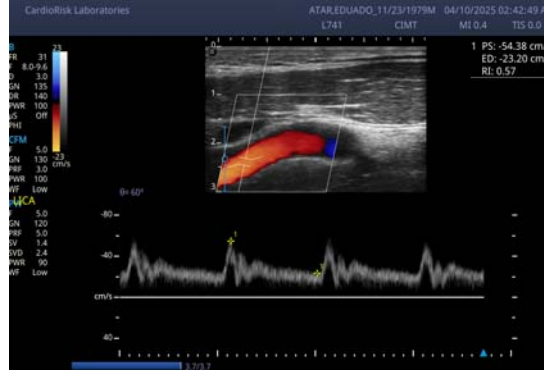 CardioRisk Laboratories
ATAR,EDUADO_11/23/1979M 04/10/2025 02:42:49 A
L741 CIMT MI 0.4 TIS 0.0
B
FR 31
F 8.0-9.6
D 3.0
GN 135
DR 140
PWR 100
µS Off
PHI
23
-23
cm/s
CFM
F 5.0
GN 130
PRF 3.0
PWR 100
WF Low
LICA
F 5.0
GN 120
PRF 5.0
SV 1.4
SVD 2.4
PWR 90
WF Low
0
1
2
3
1 PS: -54.38 cm/
ED: -23.20 cm/
RI: 0.57
θ= 60°
-80
-40
cm/s
40
1
3.7/3.7